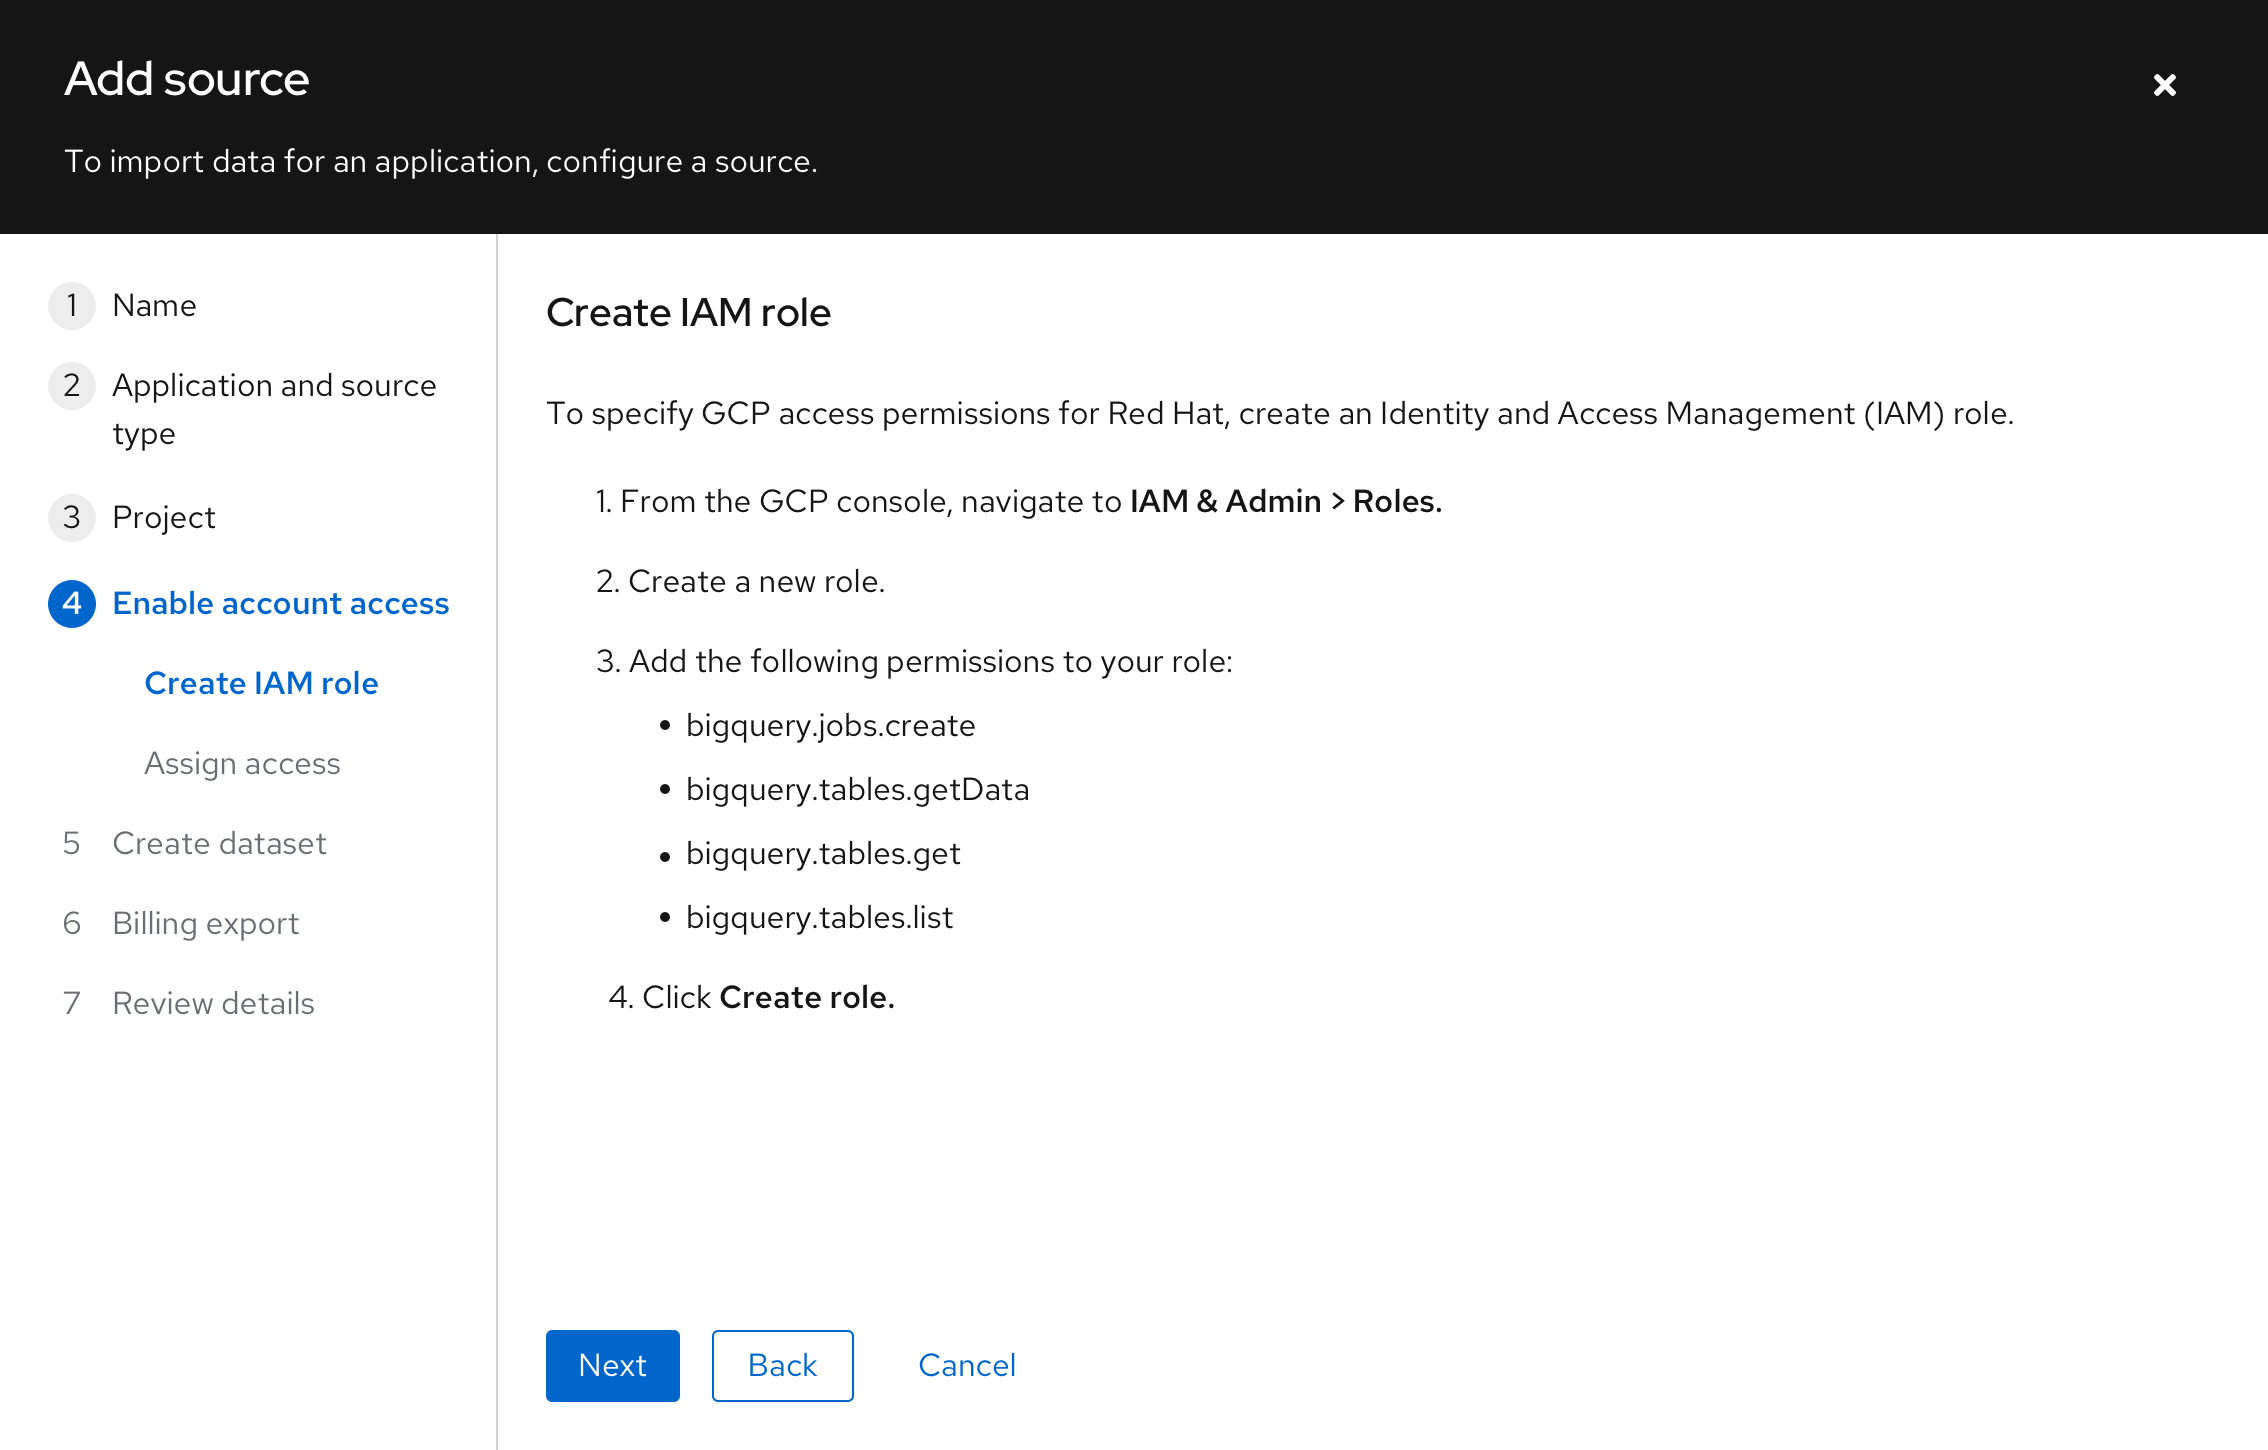 Add source
To import data for an application, configure a source.
1 Name
2 Application and source
type
3 Project
4 Enable account access
Create IAM role
Assign access
5 Create dataset
6 Billing export
7 Review details
Create IAM role
To specify GCP access permissions for Red Hat, create an Identity and Access Management (IAM) role.
1. From the GCP console, navigate to IAM & Admin > Roles.
2. Create a new role.
3. Add the following permissions to your role:
• bigquery.jobs.create
• bigquery.tables.getData
• bigquery.tables.get
• bigquery.tables.list
4. Click Create role.
Next Back Cancel